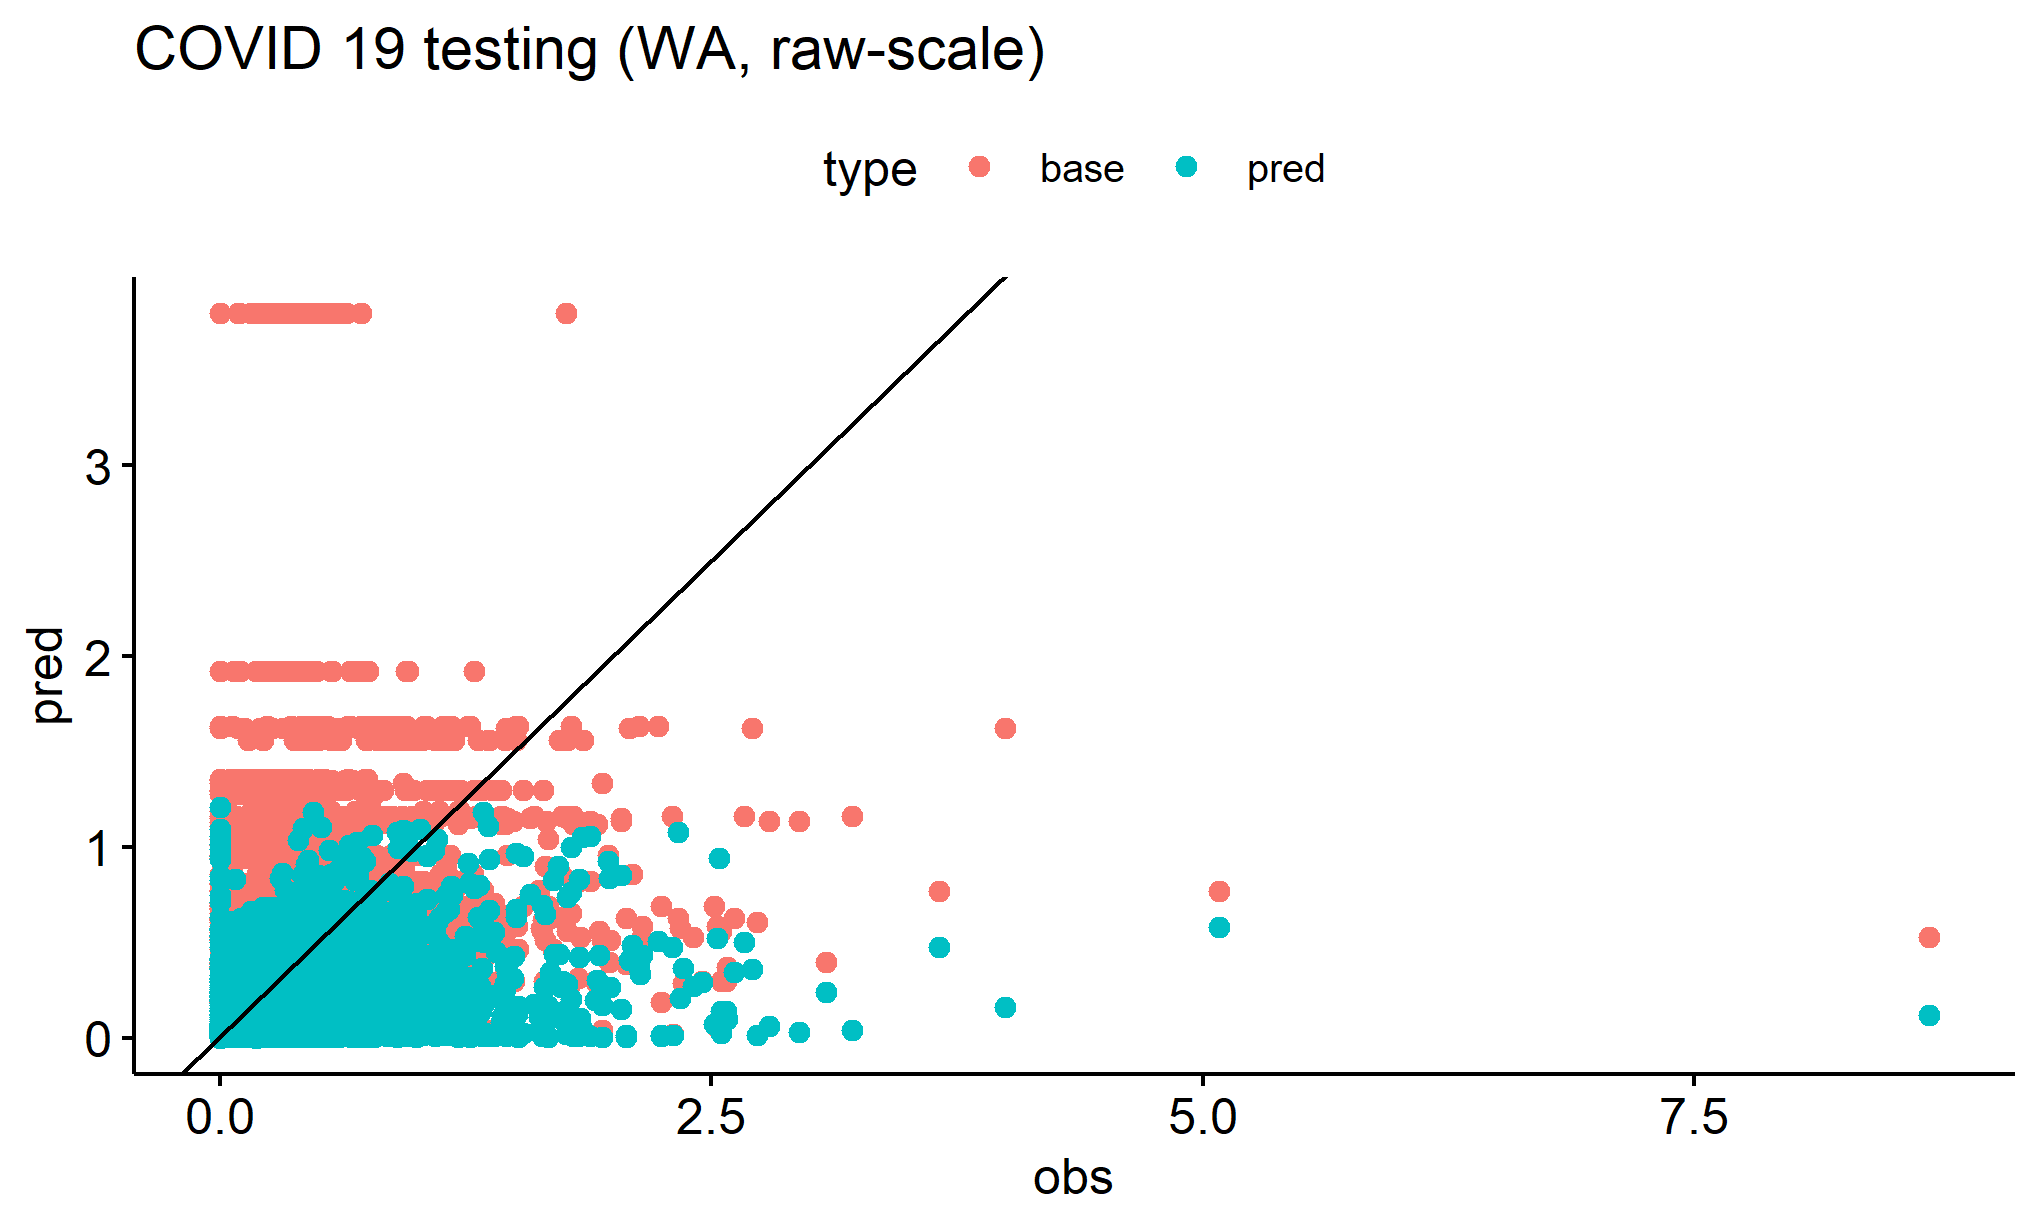 COVID 19 testing (WA, raw-scale)
type base pred
pred
3
2
1
0
0.0 2.5 5.0 7.5
obs